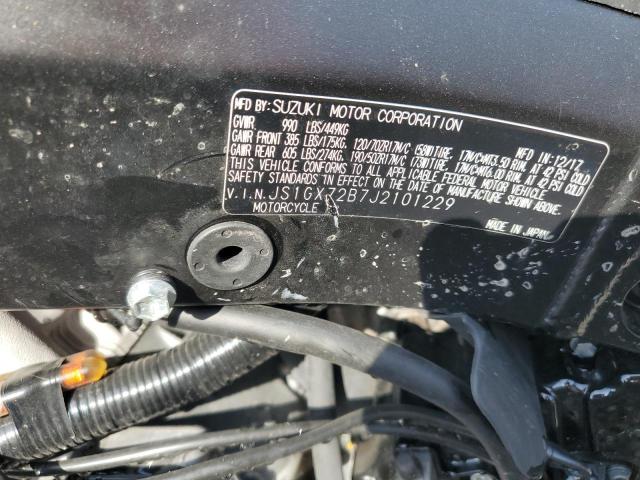 MFD BY: SUZUKI MOTOR CORPORATION
GVWR 990 LBS/449KG MFD IN: 12/17
GAWR FRONT 385 LBS/175KG. 120/70ZR17M/C (58W)TIRE, 17M/C×MT3.50 RIM, AT 42 PSI COLD
GAWR REAR 605 LBS/274KG. 190/50ZR17M/C (73W)TIRE, 17M/C×MT6.00 RIM, AT 42 PSI COLD
THIS VEHICLE CONFORMS TO ALL APPLICABLE FEDERAL MOTOR VEHICLE
SAFETY STANDARDS IN EFFECT ON THE DATE OF MANUFACTURE SHOWN ABOVE.
V.I.N. JS1GX72B7J2101229
MOTORCYCLE MADE IN JAPAN